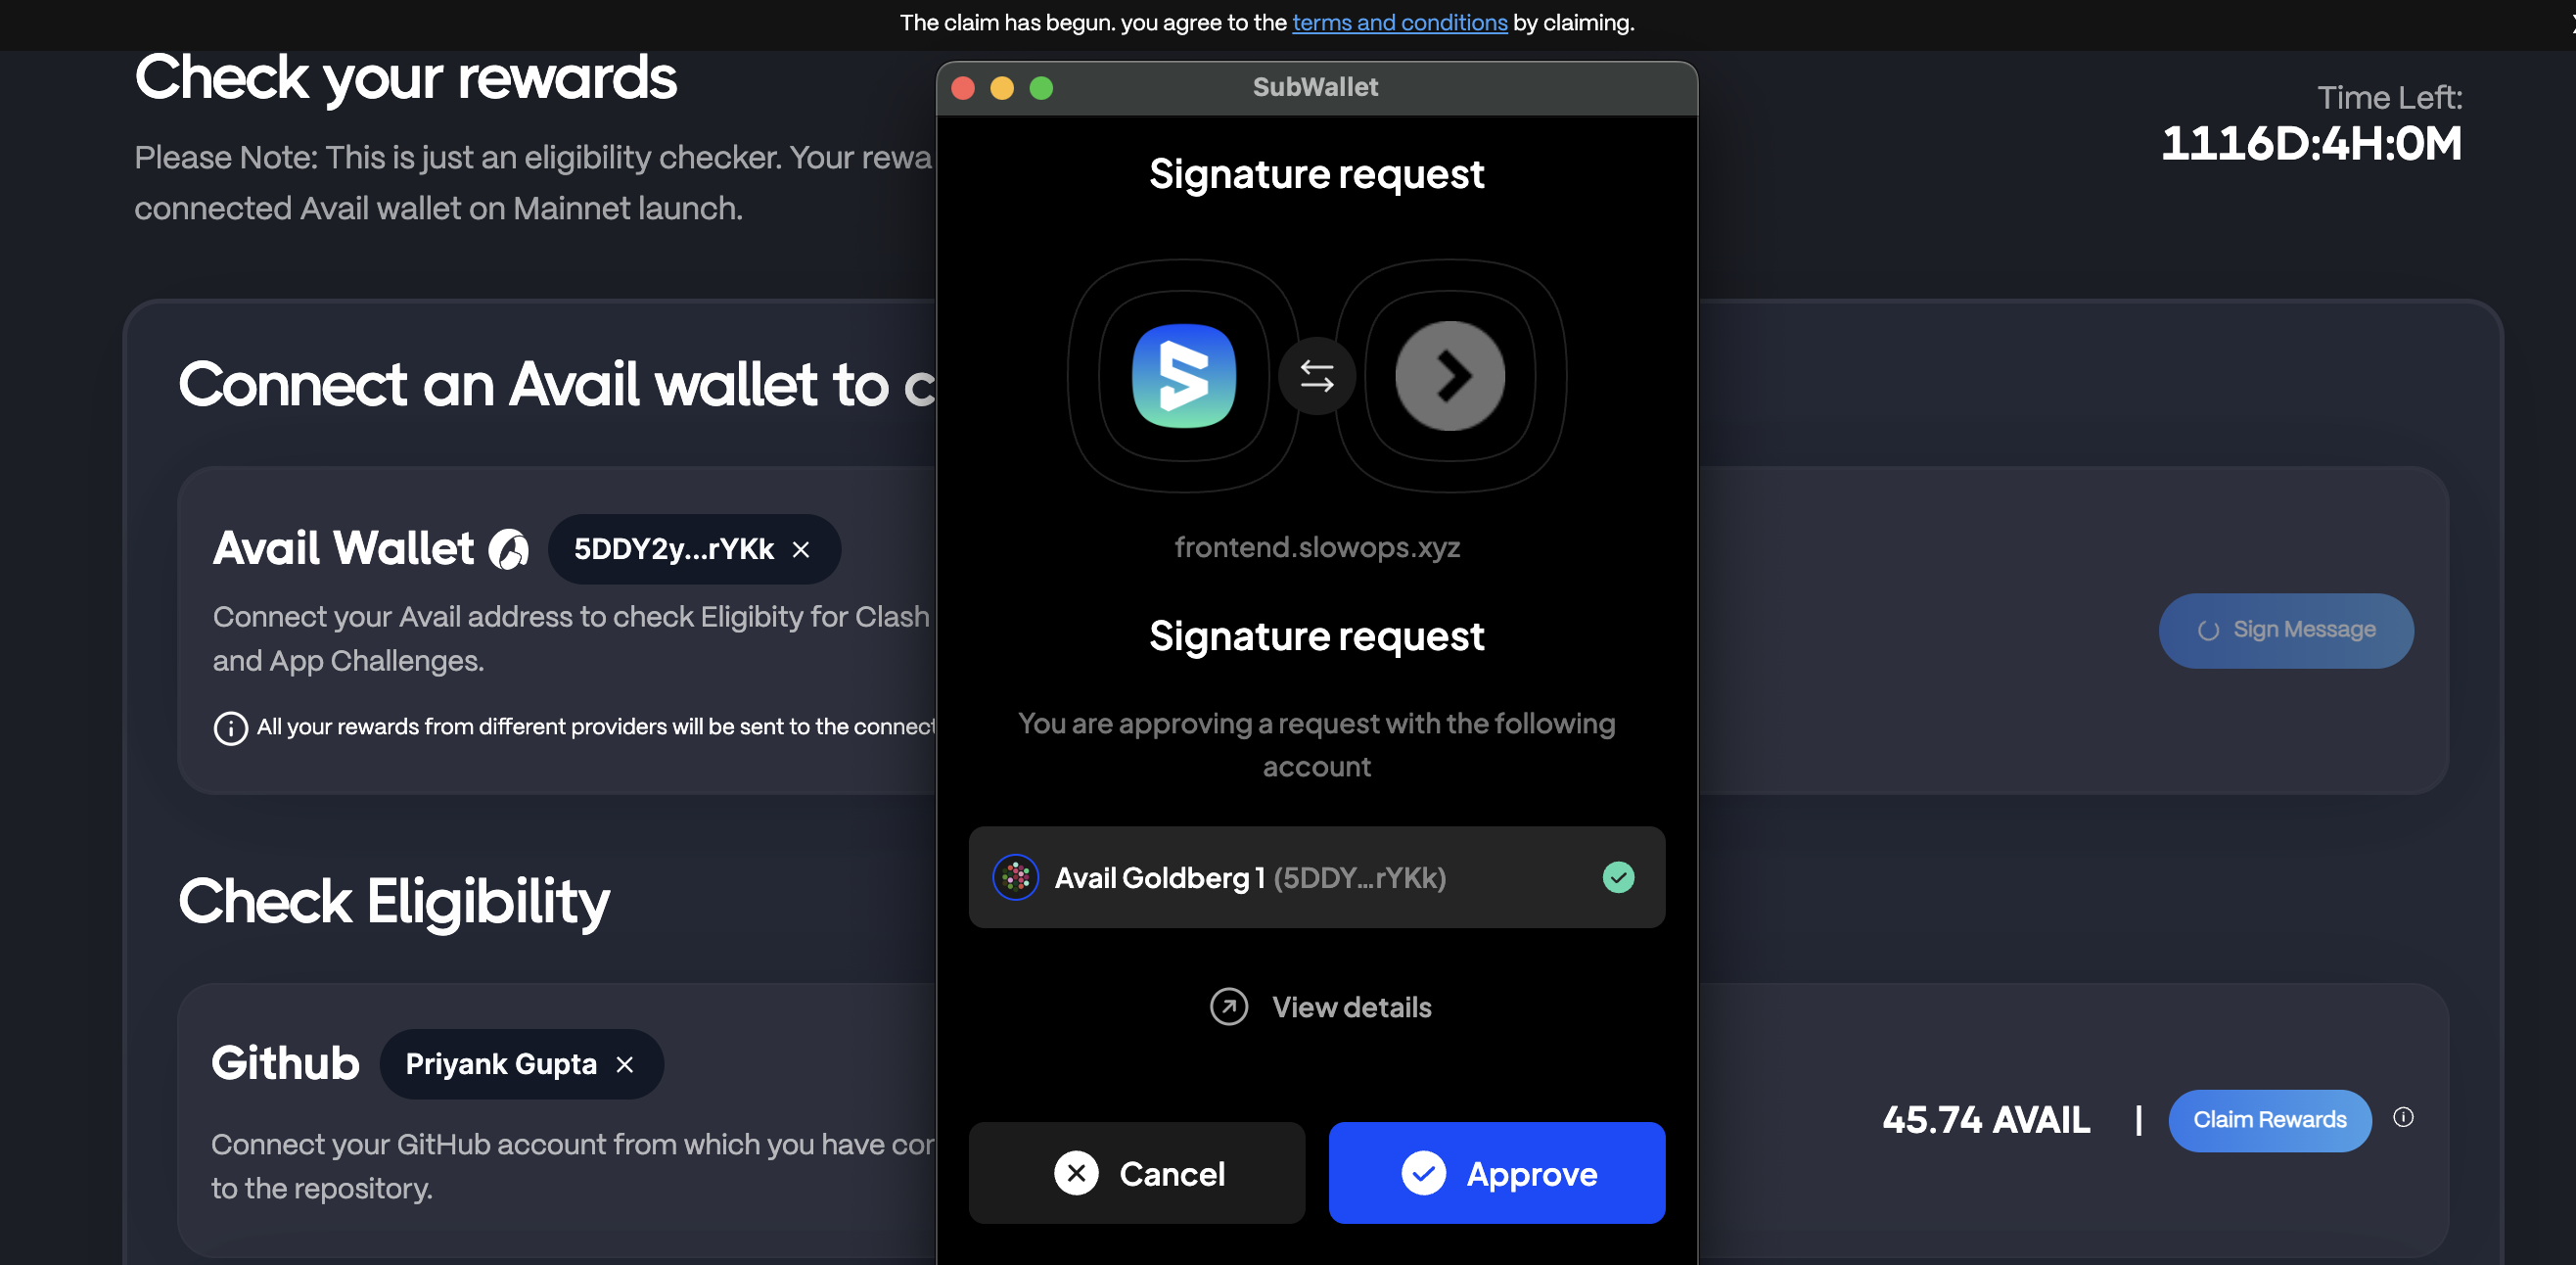 The claim has begun. you agree to the terms and conditions by claiming.
Check your rewards
Please Note: This is just an eligibility checker. Your rewa
connected Avail wallet on Mainnet launch.
Time Left:
1116D:4H:0M
Connect an Avail wallet to c
Avail Wallet
5DDY2y...rYKk
Connect your Avail address to check Eligibity for Clash
and App Challenges.
All your rewards from different providers will be sent to the connect
Sign Message
Check Eligibility
Github
Priyank Gupta
Connect your GitHub account from which you have cor
to the repository.
45.74 AVAIL
|
Claim Rewards
SubWallet
Signature request
frontend.slowops.xyz
Signature request
You are approving a request with the following
account
Avail Goldberg 1 (5DDY...rYKk)
View details
Cancel
Approve